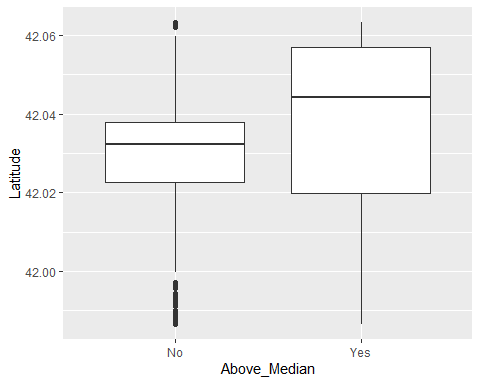 42.06
42.04
42.02
42.00
Latitude
No Yes
Above_Median